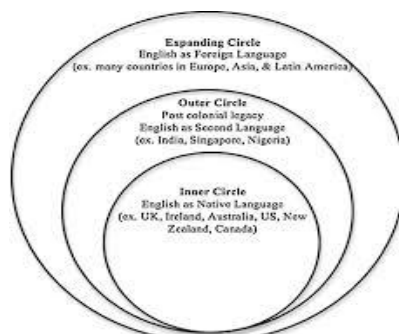 Expanding Circle
English as Foreign Language
(ex. many countries in Europe, Asia, & Latin America)
Outer Circle
Post colonial legacy
English as Second Language
(ex. India, Singapore, Nigeria)
Inner Circle
English as Native Language
(ex. UK, Ireland, Australia, US, New
Zealand, Canada)